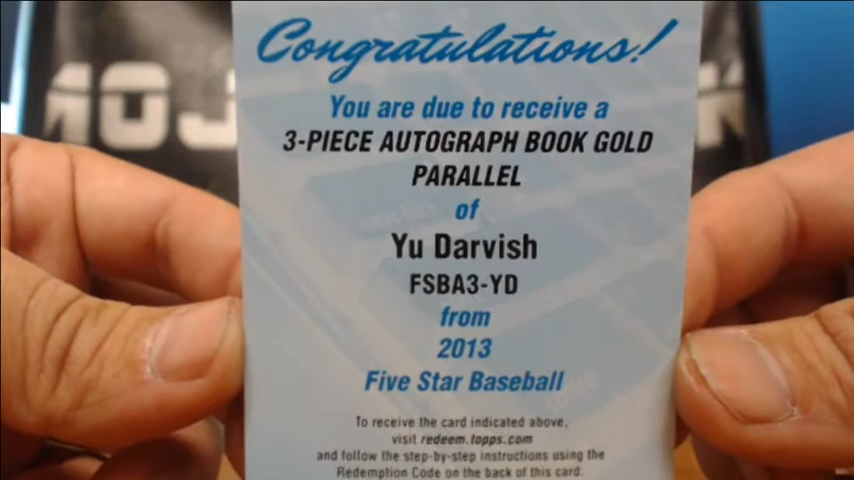 MOJ
Congratulations!
You are due to receive a
3-PIECE AUTOGRAPH BOOK GOLD
PARALLEL
of
Yu Darvish
FSBA3-YD
from
2013
Five Star Baseball
To receive the card indicated above,
visit redeem.topps.com
and follow the step-by-step instructions using the
Redemption Code on the back of this card.